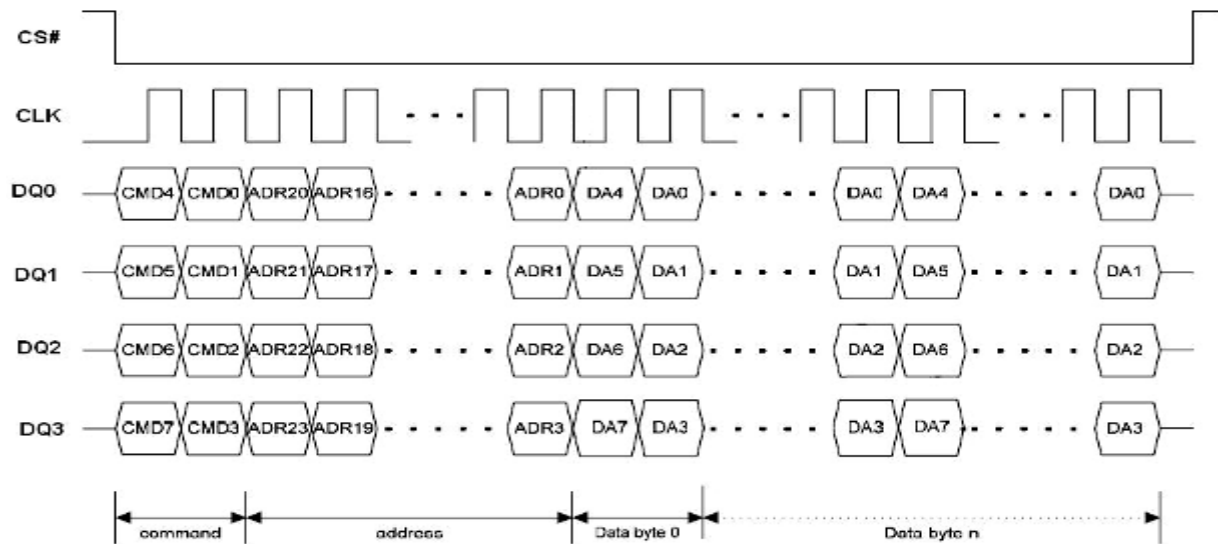 CS#
CLK
DQ0 CMD4 CMD0 ADR20 ADR16 ADR0 DA4 DA0 DA0 DA4 DA0
DQ1 CMD5 CMD1 ADR21 ADR17 ADR1 DA5 DA1 DA1 DA5 DA1
DQ2 CMD6 CMD2 ADR22 ADR18 ADR2 DA6 DA2 DA2 DA6 DA2
DQ3 CMD7 CMD3 ADR23 ADR19 ADR3 DA7 DA3 DA3 DA7 DA3
command address Data byte 0 Data byte n